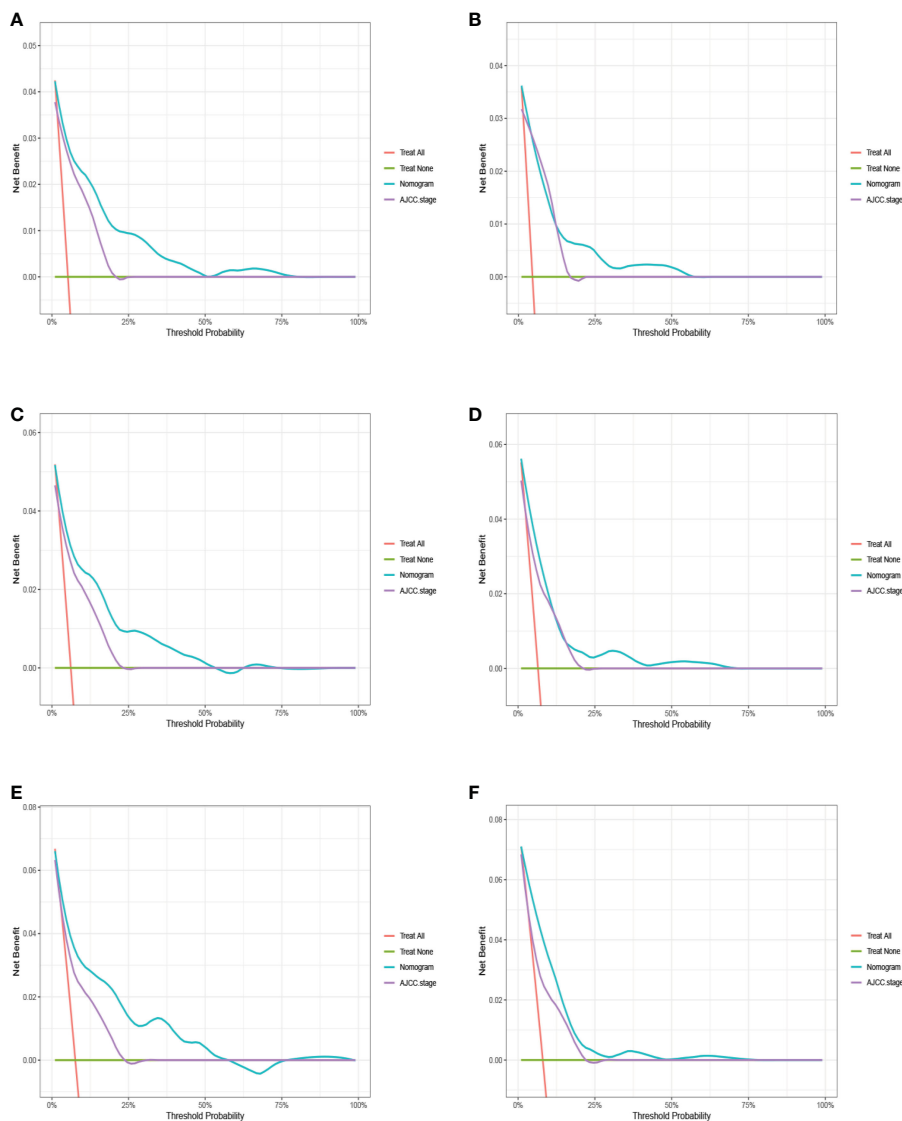 A
Net Benefit
0.05
0.04
0.03
0.02
0.01
0.00
0%
25%
50%
75%
100%
Threshold Probability
Treat All
Treat None
Nomogram
AJCC.stage
B
Net Benefit
0.04
0.03
0.02
0.01
0.00
0%
25%
50%
75%
100%
Threshold Probability
Treat All
Treat None
Nomogram
AJCC.stage
C
Net Benefit
0.06
0.04
0.02
0.00
0%
25%
50%
75%
100%
Threshold Probability
Treat All
Treat None
Nomogram
AJCC.stage
D
Net Benefit
0.06
0.04
0.02
0.00
0%
25%
50%
75%
100%
Threshold Probability
Treat All
Treat None
Nomogram
AJCC.stage
E
Net Benefit
0.08
0.06
0.04
0.02
0.00
0%
25%
50%
75%
100%
Threshold Probability
Treat All
Treat None
Nomogram
AJCC.stage
F
Net Benefit
0.08
0.06
0.04
0.02
0.00
0%
25%
50%
75%
100%
Threshold Probability
Treat All
Treat None
Nomogram
AJCC.stage